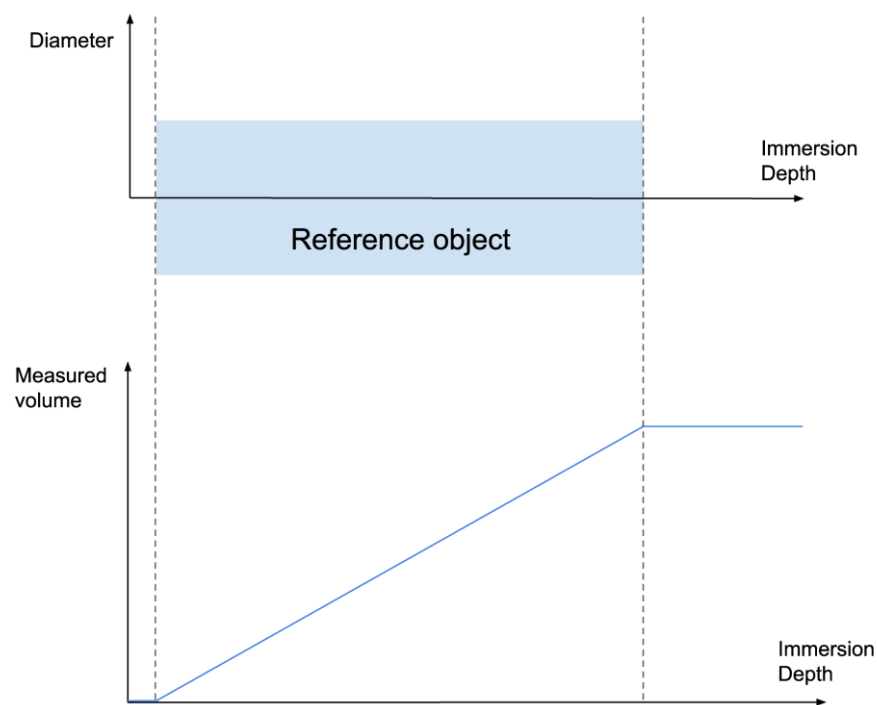 Diameter
Immersion
Depth
Reference object
Measured
volume
Immersion
Depth